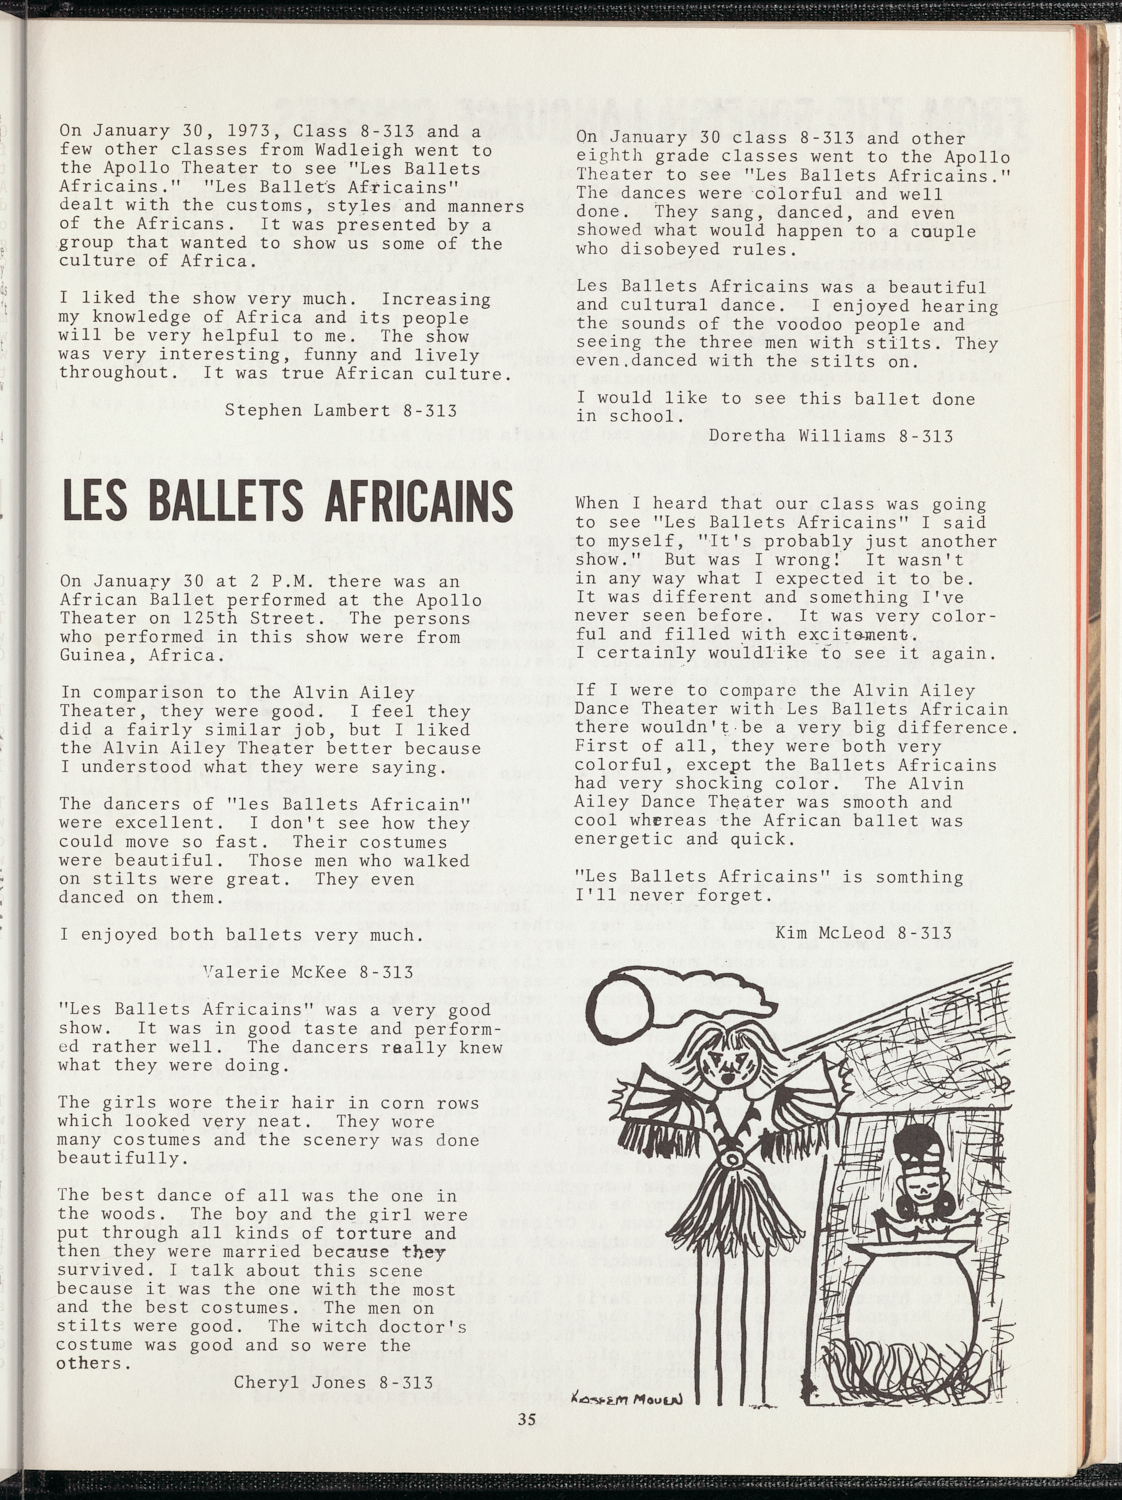 On January 30, 1973, Class 8-313 and a
few other classes from Wadleigh went to
the Apollo Theater to see "Les Ballets
Africains."  "Les Ballets Africains"
dealt with the customs, styles and manners
of the Africans.  It was presented by a
group that wanted to show us some of the
culture of Africa.

I liked the show very much.  Increasing
my knowledge of Africa and its people
will be very helpful to me.  The show
was very interesting, funny and lively
throughout.  It was true African culture.

Stephen Lambert 8-313

LES BALLETS AFRICAINS

On January 30 at 2 P.M. there was an
African Ballet performed at the Apollo
Theater on 125th Street.  The persons
who performed in this show were from
Guinea, Africa.

In comparison to the Alvin Ailey
Theater, they were good.  I feel they
did a fairly similar job, but I liked
the Alvin Ailey Theater better because
I understood what they were saying.

The dancers of "les Ballets Africain"
were excellent.  I don't see how they
could move so fast.  Their costumes
were beautiful.  Those men who walked
on stilts were great.  They even
danced on them.

I enjoyed both ballets very much.

Valerie McKee 8-313

"Les Ballets Africains" was a very good
show.  It was in good taste and perform-
ed rather well.  The dancers really knew
what they were doing.

The girls wore their hair in corn rows
which looked very neat.  They wore
many costumes and the scenery was done
beautifully.

The best dance of all was the one in
the woods.  The boy and the girl were
put through all kinds of torture and
then they were married because they
survived. I talk about this scene
because it was the one with the most
and the best costumes.  The men on
stilts were good.  The witch doctor's
costume was good and so were the
others.

Cheryl Jones 8-313

On January 30 class 8-313 and other
eighth grade classes went to the Apollo
Theater to see "Les Ballets Africains."
The dances were colorful and well
done.  They sang, danced, and even
showed what would happen to a couple
who disobeyed rules.

Les Ballets Africains was a beautiful
and cultural dance.  I enjoyed hearing
the sounds of the voodoo people and
seeing the three men with stilts. They
even danced with the stilts on.

I would like to see this ballet done
in school.

Doretha Williams 8-313

When I heard that our class was going
to see "Les Ballets Africains" I said
to myself, "It's probably just another
show."  But was I wrong!  It wasn't
in any way what I expected it to be.
It was different and something I've
never seen before.  It was very color-
ful and filled with excitement.
I certainly wouldlike to see it again.

If I were to compare the Alvin Ailey
Dance Theater with Les Ballets Africain
there wouldn't be a very big difference.
First of all, they were both very
colorful, except the Ballets Africains
had very shocking color.  The Alvin
Ailey Dance Theater was smooth and
cool whereas the African ballet was
energetic and quick.

"Les Ballets Africains" is somthing
I'll never forget.

Kim McLeod 8-313

35